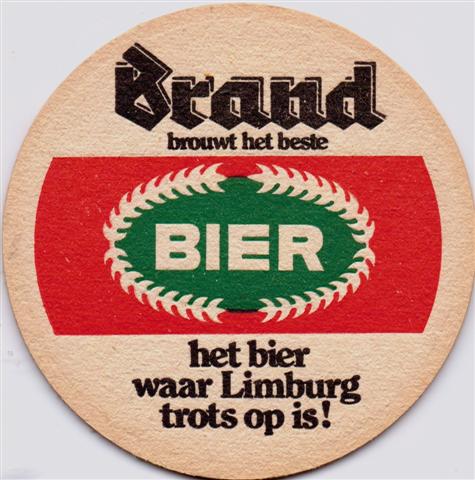 Brand
brouwt het beste
BIER
het bier
waar Limburg
trots op is!